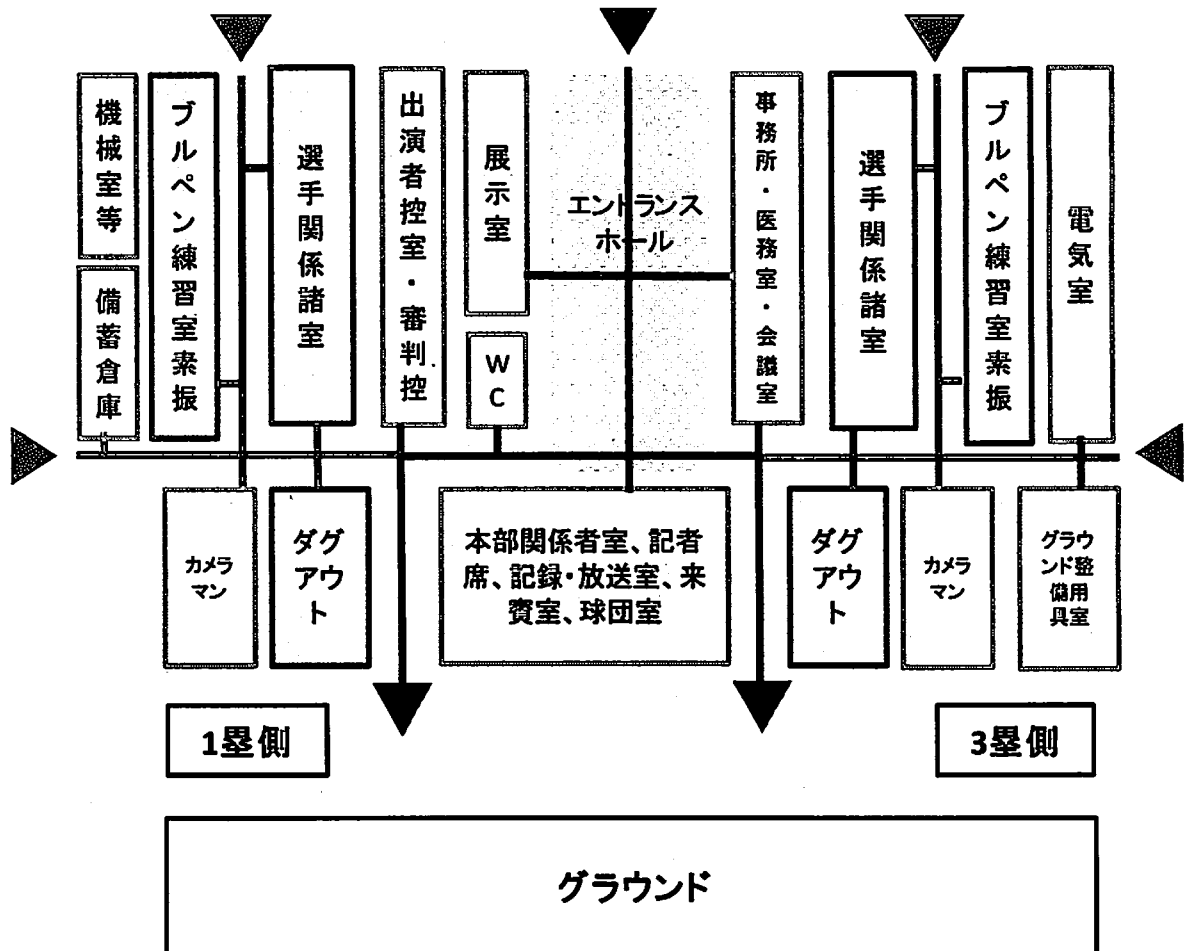 機械室等
備蓄倉庫
ブルペン練習室素振
選手関係諸室
出演者控室・審判控
展示室
WC
エントランス
ホール
事務所・医務室・会議室
選手関係諸室
ブルペン練習室素振
電気室
カメラ
マン
ダグ
アウ
ト
本部関係者室、記者
席、記録・放送室、来
賓室、球団室
ダグ
アウ
ト
カメラ
マン
グラウ
ンド整
備用
具室
1塁側
3塁側
グラウンド